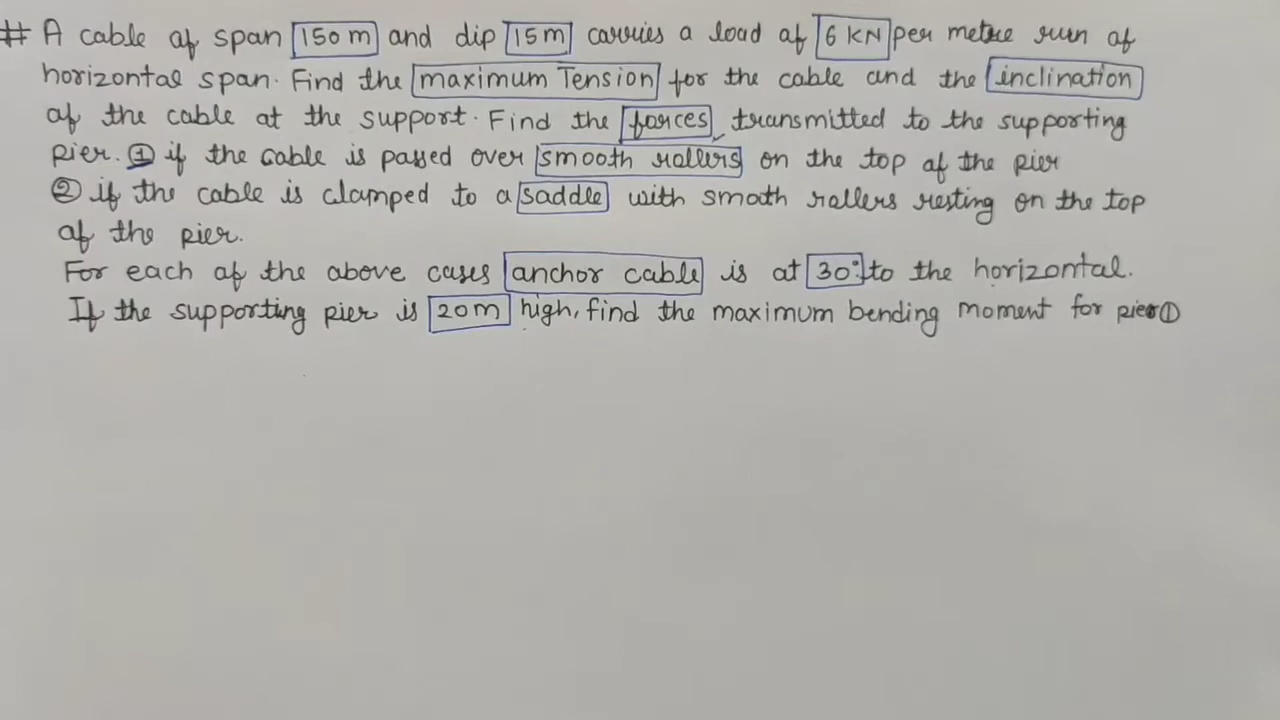 # A cable of span 150 m and dip 15 m carries a load of 6 KN per metre run of
horizontal span. Find the maximum Tension for the cable and the inclination
of the cable at the support. Find the forces transmitted to the supporting
pier. ① if the cable is passed over smooth rollers on the top of the pier
② if the cable is clamped to a saddle with smooth rollers resting on the top
of the pier.
For each of the above cases anchor cable is at 30° to the horizontal.
If the supporting pier is 20m high, find the maximum bending moment for pier ①